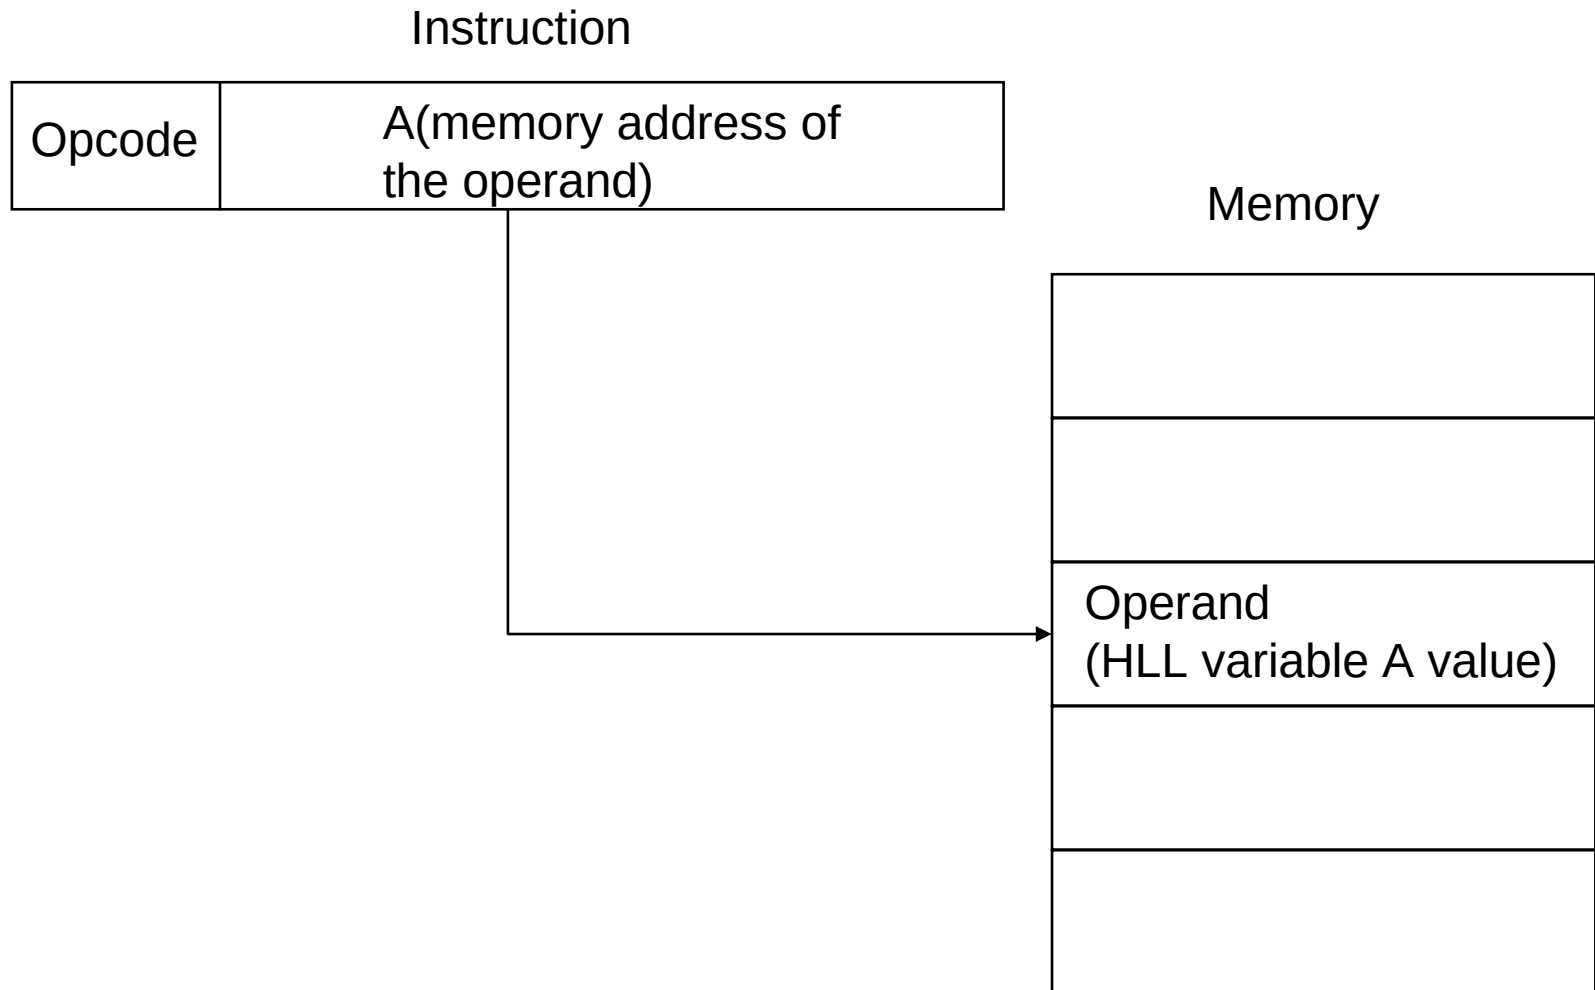 Instruction
Opcode
A(memory address of
the operand)
Memory
Operand
(HLL variable A value)